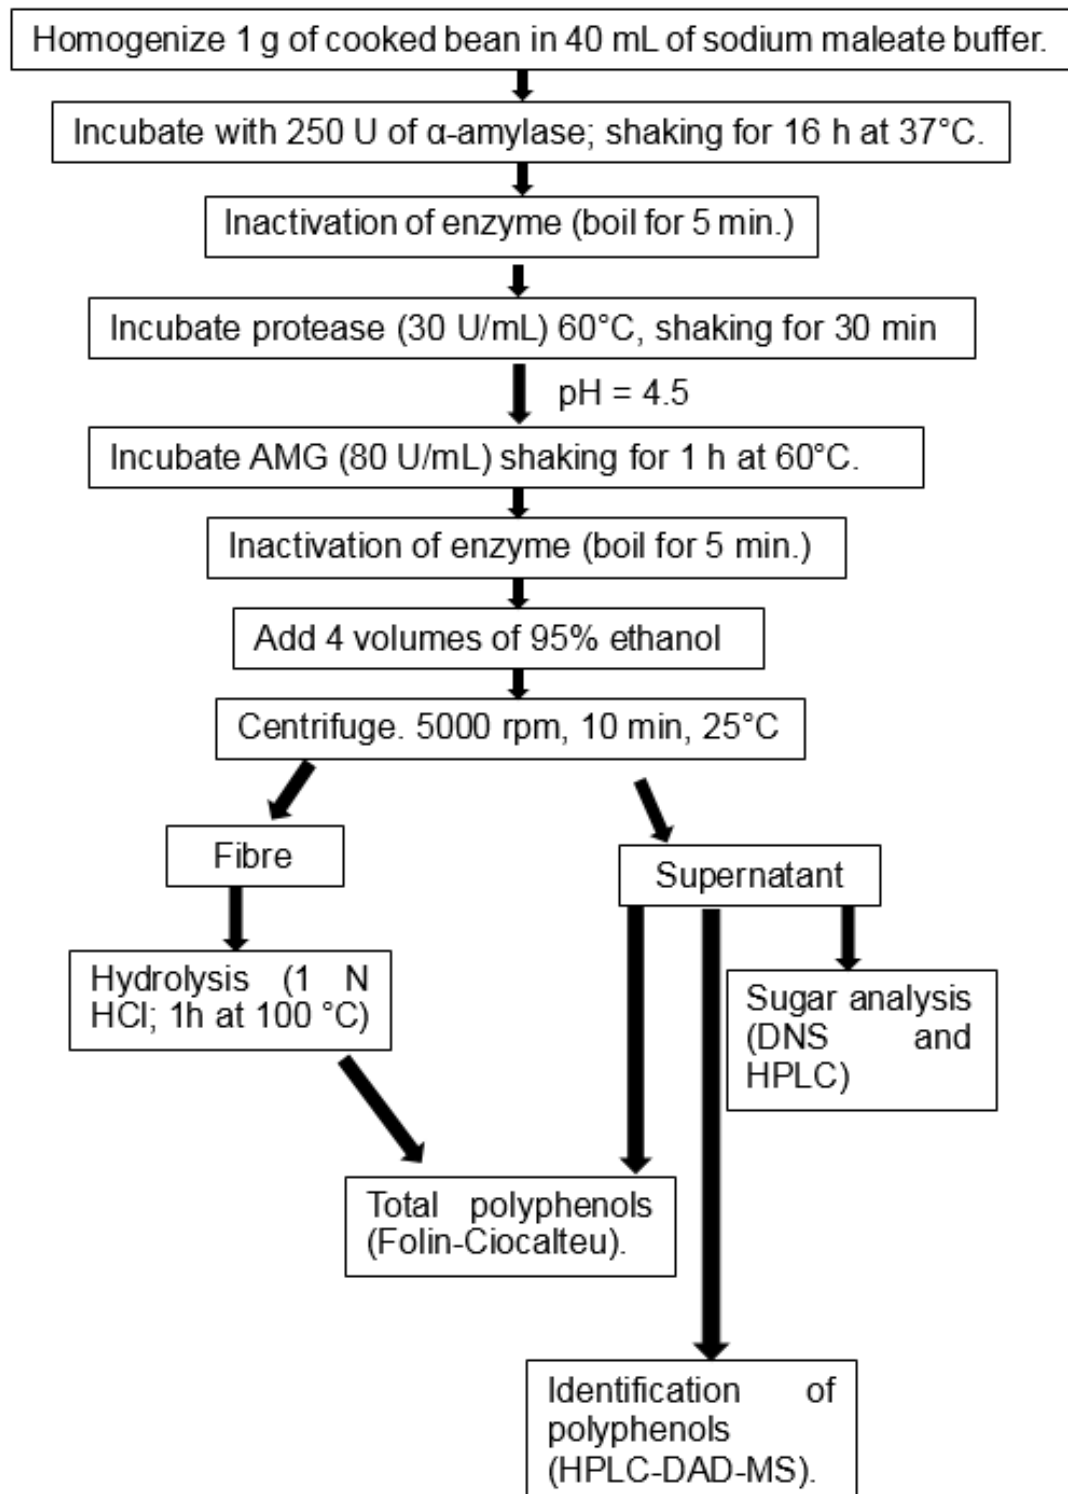 Homogenize 1 g of cooked bean in 40 mL of sodium maleate buffer.
Incubate with 250 U of α-amylase; shaking for 16 h at 37°C.
Inactivation of enzyme (boil for 5 min.)
Incubate protease (30 U/mL) 60°C, shaking for 30 min
pH = 4.5
Incubate AMG (80 U/mL) shaking for 1 h at 60°C.
Inactivation of enzyme (boil for 5 min.)
Add 4 volumes of 95% ethanol
Centrifuge. 5000 rpm, 10 min, 25°C
Fibre
Supernatant
Hydrolysis (1 N
HCl; 1h at 100 °C)
Sugar analysis
(DNS and
HPLC)
Total polyphenols
(Folin-Ciocalteu).
Identification of
polyphenols
(HPLC-DAD-MS).